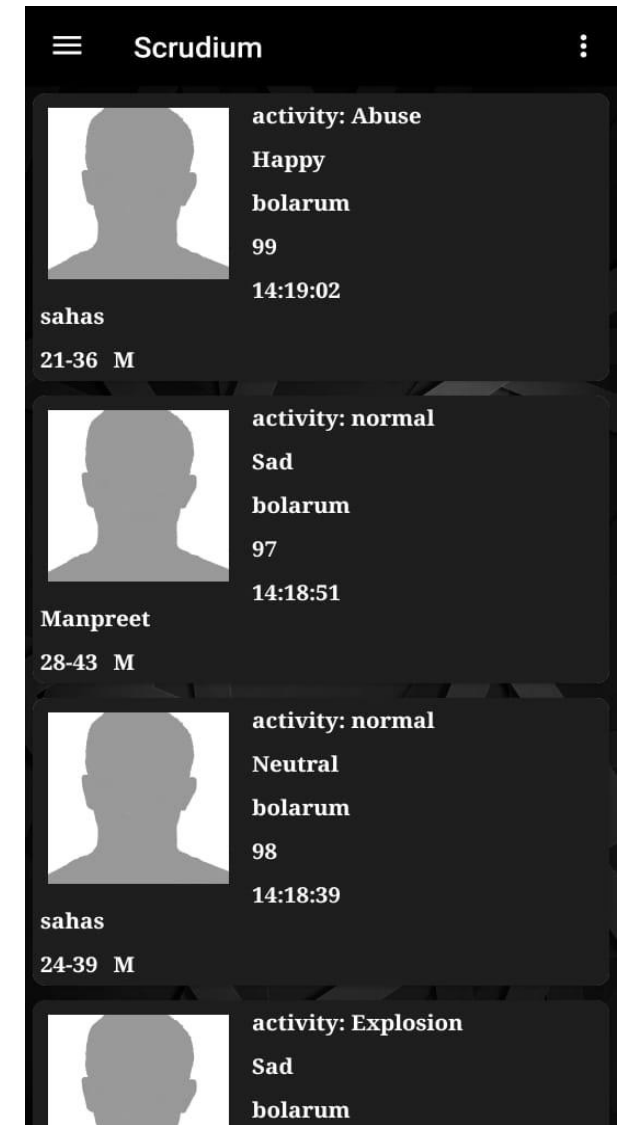 Scrudium
activity: Abuse
Happy
bolarum
99
14:19:02
sahas
21-36 M
activity: normal
Sad
bolarum
97
14:18:51
Manpreet
28-43 M
activity: normal
Neutral
bolarum
98
14:18:39
sahas
24-39 M
activity: Explosion
Sad
bolarum